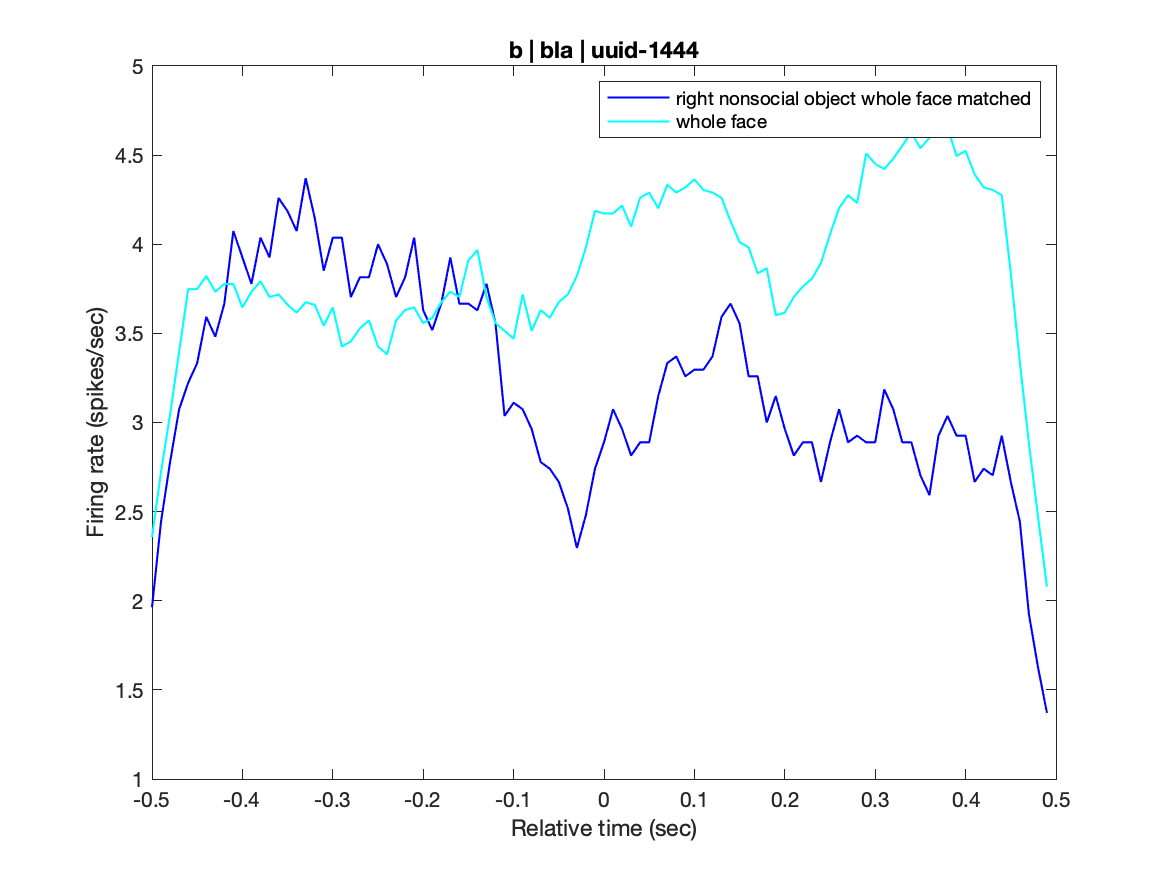 b | bla | uuid-1444
right nonsocial object whole face matched
whole face
5
4.5
4
3.5
3
2.5
2
1.5
1
Firing rate (spikes/sec)
-0.5 -0.4 -0.3 -0.2 -0.1 0 0.1 0.2 0.3 0.4 0.5
Relative time (sec)